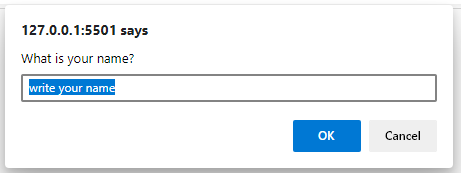 127.0.0.1:5501 says
What is your name?
write your name
OK
Cancel